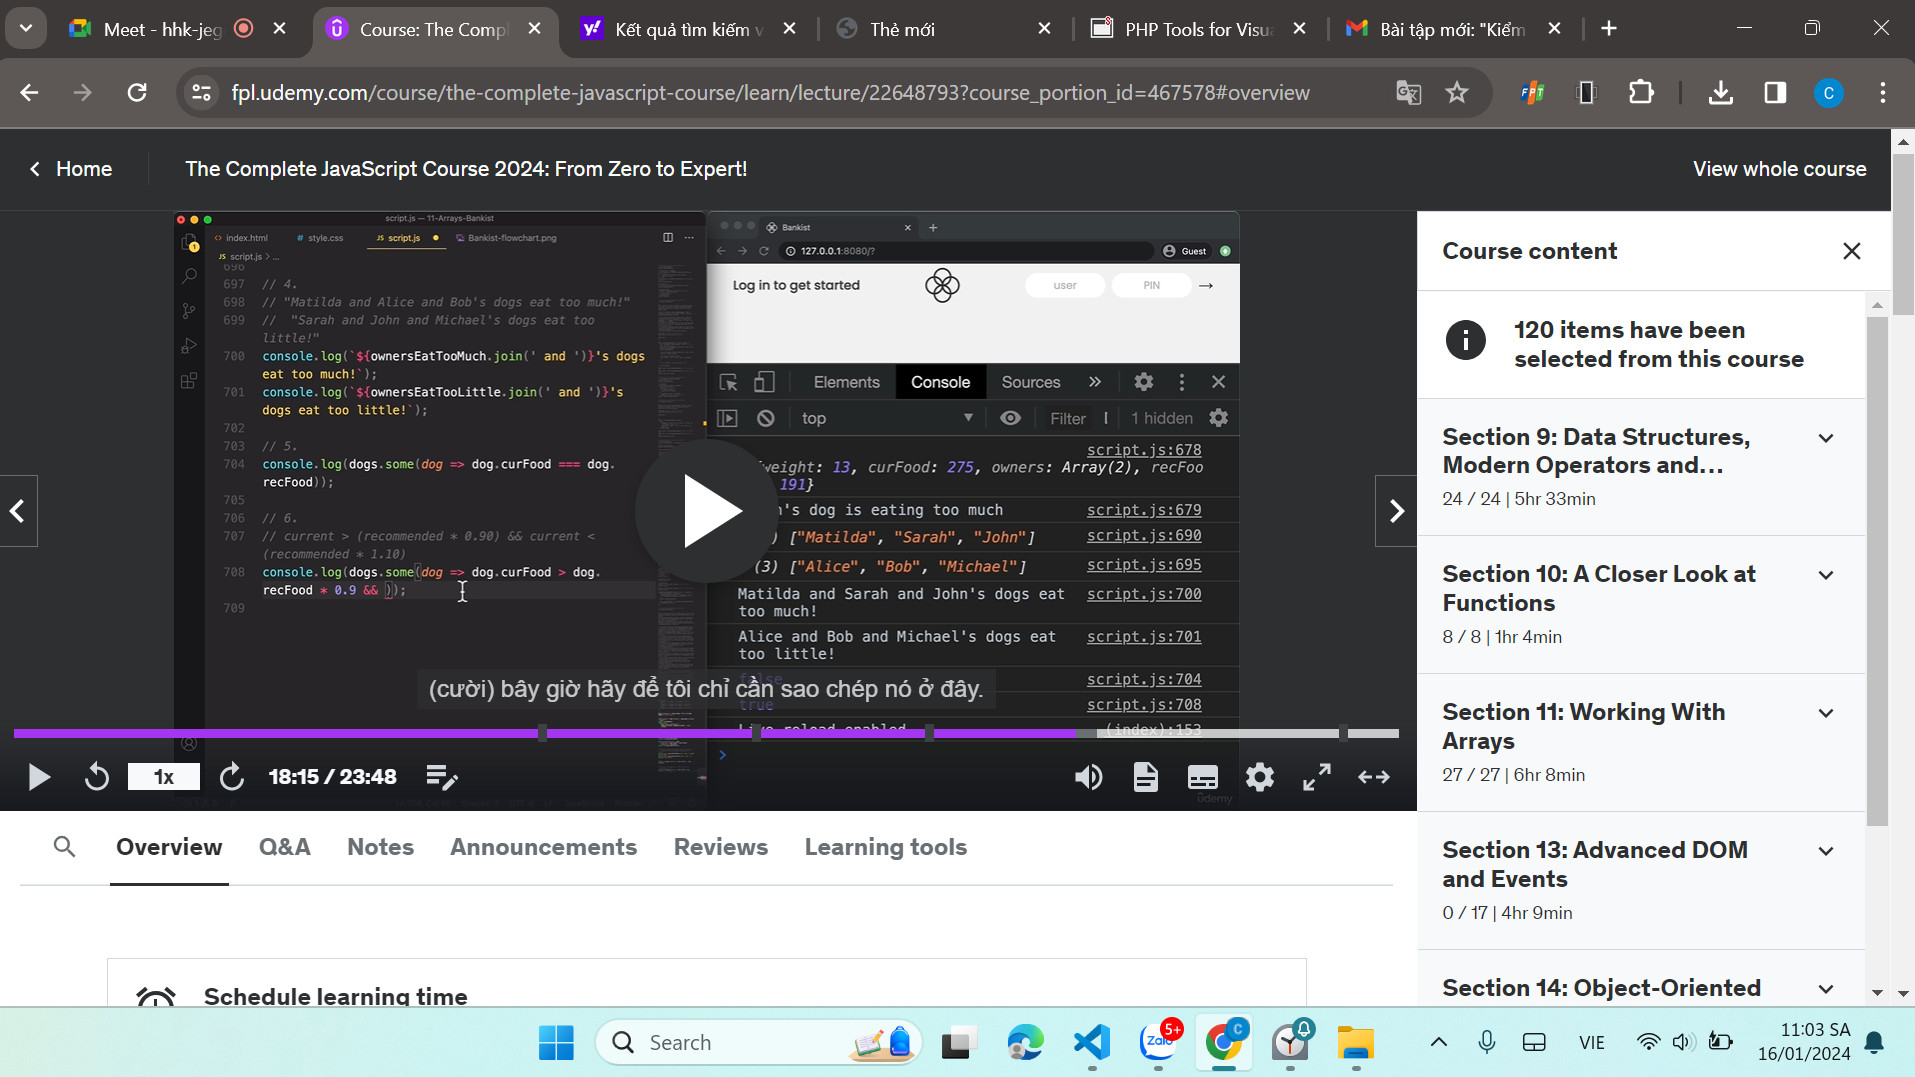 Meet - hhk-jeg
Course: The Compl
Kết quả tìm kiếm v
Thẻ mới
PHP Tools for Visua
Bài tập mới: "Kiểm
fpl.udemy.com/course/the-complete-javascript-course/learn/lecture/22648793?course_portion_id=467578#overview
FPT
C
Home
The Complete JavaScript Course 2024: From Zero to Expert!
View whole course
script.js — 11-Arrays-Bankist
index.html
# style.css
JS script.js
Bankist-flowchart.png
JS script.js > ...
696
697 // 4.
698 // "Matilda and Alice and Bob's dogs eat too much!"
699 // "Sarah and John and Michael's dogs eat too
little!"
700 console.log(`${ownersEatTooMuch.join(' and ')}'s dogs
eat too much!`);
701 console.log(`${ownersEatTooLittle.join(' and ')}'s
dogs eat too little!`);
702
703 // 5.
704 console.log(dogs.some(dog => dog.curFood === dog.
recFood));
705
706 // 6.
707 // current > (recommended * 0.90) && current <
(recommended * 1.10)
708 console.log(dogs.some(dog => dog.curFood > dog.
recFood * 0.9 && ));
709
Bankist
127.0.0.1:8080/?
Guest
Log in to get started
user
PIN
Elements
Console
Sources
top
Filter
1 hidden
script.js:678
weight: 13, curFood: 275, owners: Array(2), recFoo
191}
's dog is eating too much script.js:679
["Matilda", "Sarah", "John"] script.js:690
(3) ["Alice", "Bob", "Michael"] script.js:695
Matilda and Sarah and John's dogs eat script.js:700
too much!
Alice and Bob and Michael's dogs eat script.js:701
too little!
false script.js:704
true script.js:708
Live reload enabled. (index):153
(cười) bây giờ hãy để tôi chỉ cần sao chép nó ở đây.
1x
18:15 / 23:48
ûdemy
Course content
120 items have been
selected from this course
Section 9: Data Structures,
Modern Operators and...
24 / 24 | 5hr 33min
Section 10: A Closer Look at
Functions
8 / 8 | 1hr 4min
Section 11: Working With
Arrays
27 / 27 | 6hr 8min
Section 13: Advanced DOM
and Events
0 / 17 | 4hr 9min
Section 14: Object-Oriented
Overview
Q&A
Notes
Announcements
Reviews
Learning tools
Schedule learning time
Search
Zalo
5+
C
VIE
11:03 SA
16/01/2024